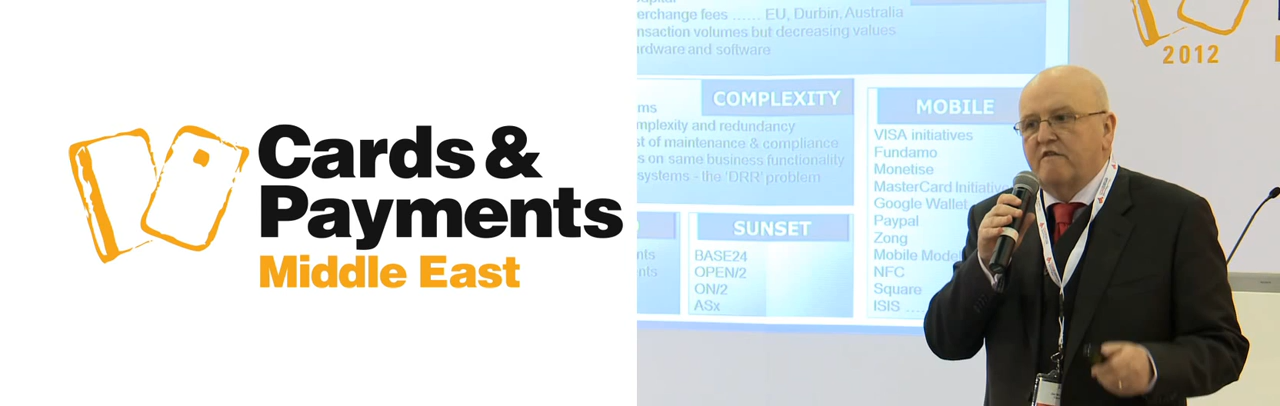 Cards &
Payments
Middle East
erchange fees ...... EU, Durbin, Australia
nsaction volumes but decreasing values
rdware and software
COMPLEXITY
ms
mplexity and redundancy
st of maintenance & compliance
s on same business functionality
systems - the 'DRR' problem
SUNSET
BASE24
OPEN/2
ON/2
ASx
MOBILE
VISA initiatives
Fundamo
Monetise
MasterCard Initiative
Google Wallet
Paypal
Zong
Mobile Model
NFC
Square
ISIS ....
2012